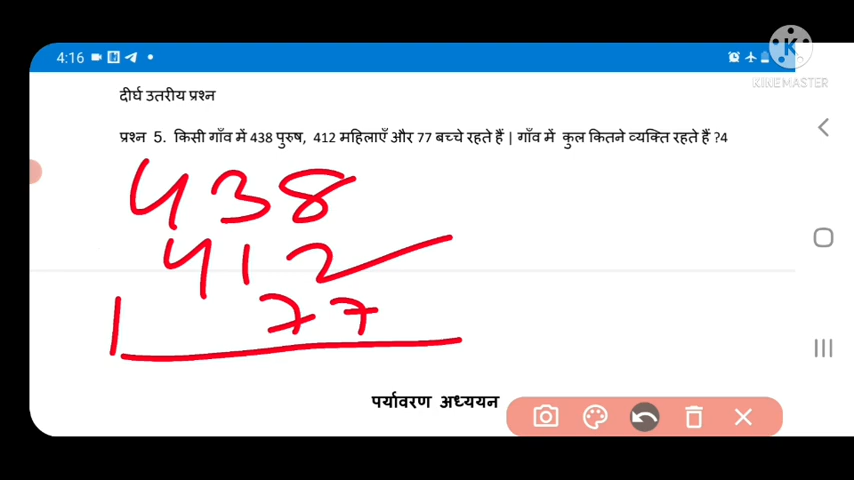 4:16
K
KINEMASTER
दीर्घ उतरीय प्रश्न
प्रश्न 5. किसी गाँव में 438 पुरुष, 412 महिलाएँ और 77 बच्चे रहते हैं | गाँव में कुल कितने व्यक्ति रहते हैं ?4
438
412
77
पर्यावरण अध्ययन